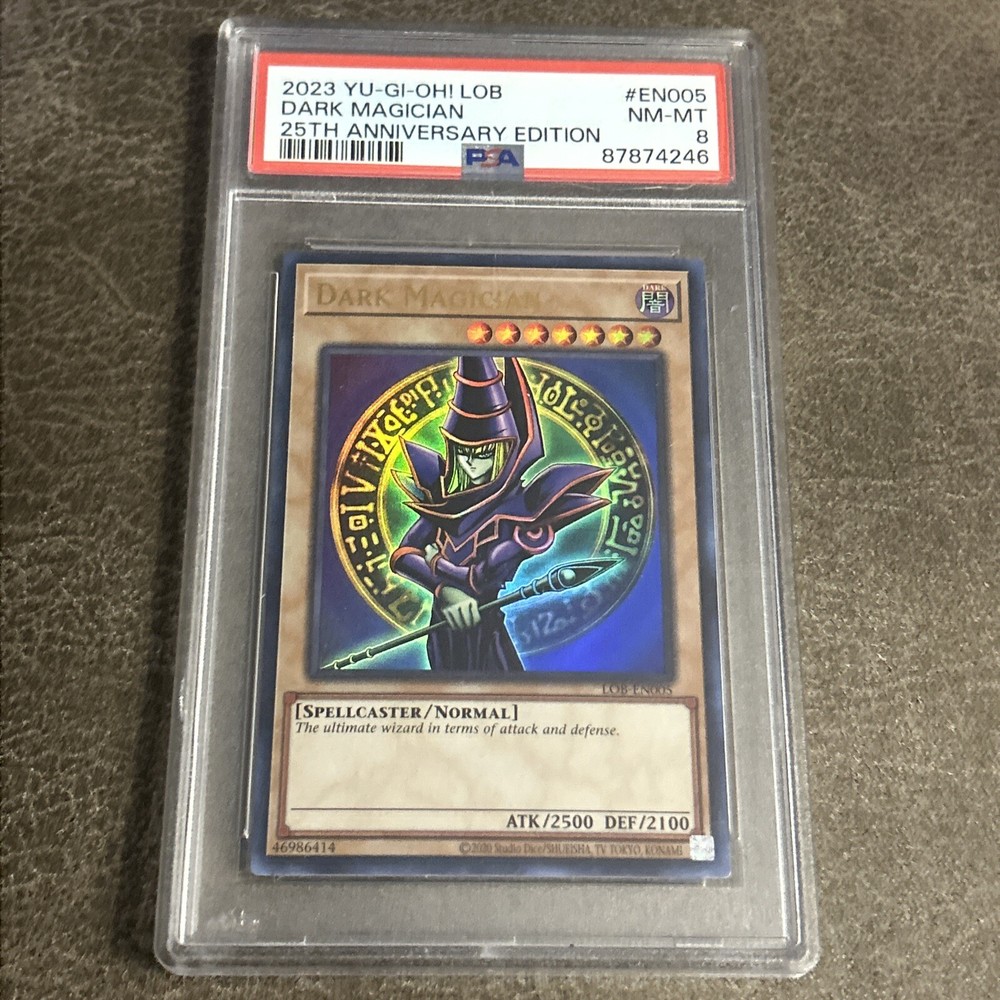 2023 YU-GI-OH! LOB #EN005
DARK MAGICIAN NM-MT
25TH ANNIVERSARY EDITION 8
PSA 87874246
DARK MAGICIAN
DARK
闇
LOB-EN005
[SPELLCASTER/NORMAL]
The ultimate wizard in terms of attack and defense.
ATK/2500 DEF/2100
46986414 ©2020 Studio Dice/SHUEISHA, TV TOKYO, KONAMI